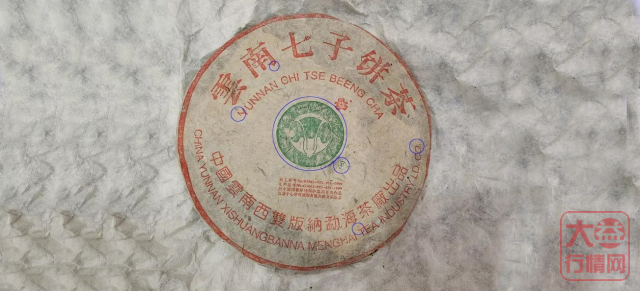 雲南七子餅茶
YUNNAN CHI TSE BEENG CHA
中國雲南西雙版納勐海茶廠出品
CHINA YUNNAN XISHUANGBANNA MENGHAI TEA INDUSTRY LD.CO
大益
行情网